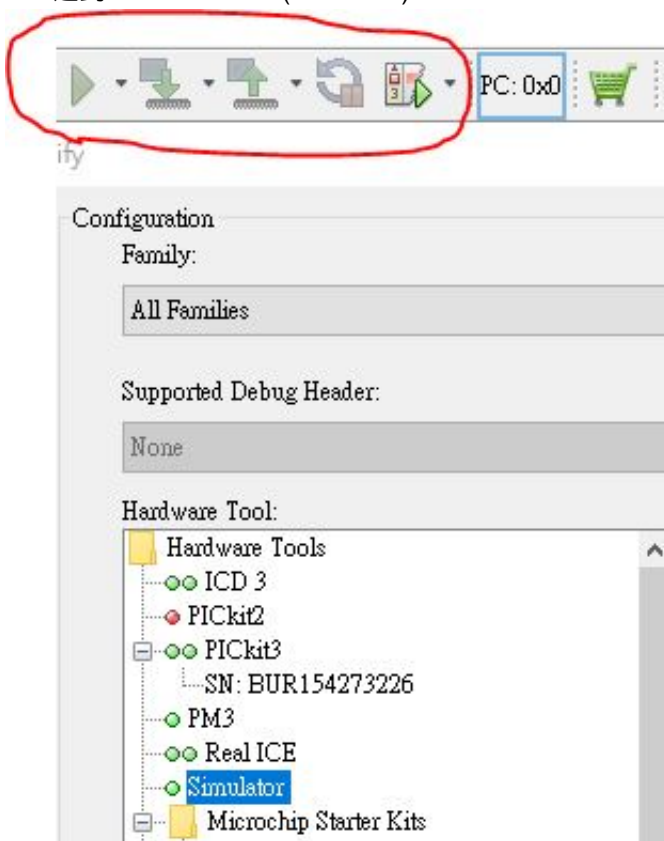 PC: 0x0
ify
Configuration
Family:
All Families
Supported Debug Header:
None
Hardware Tool:
Hardware Tools
ICD 3
PICkit2
PICkit3
SN: BUR154273226
PM3
Real ICE
Simulator
Microchip Starter Kits